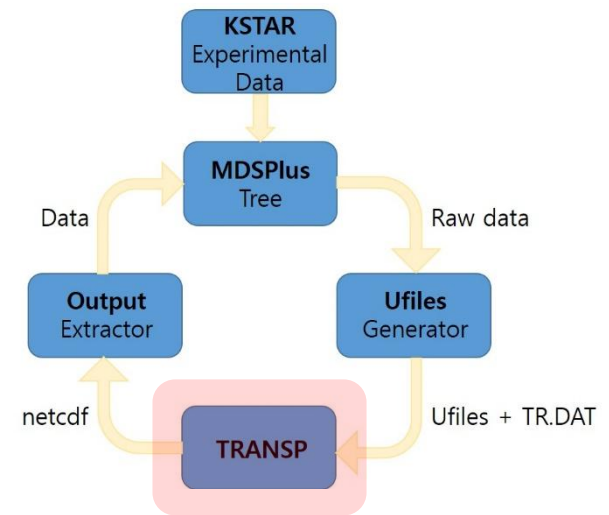 KSTAR
Experimental
Data
MDSPlus
Tree
Data
Raw data
Output
Extractor
Ufiles
Generator
netcdf
Ufiles + TR.DAT
TRANSP